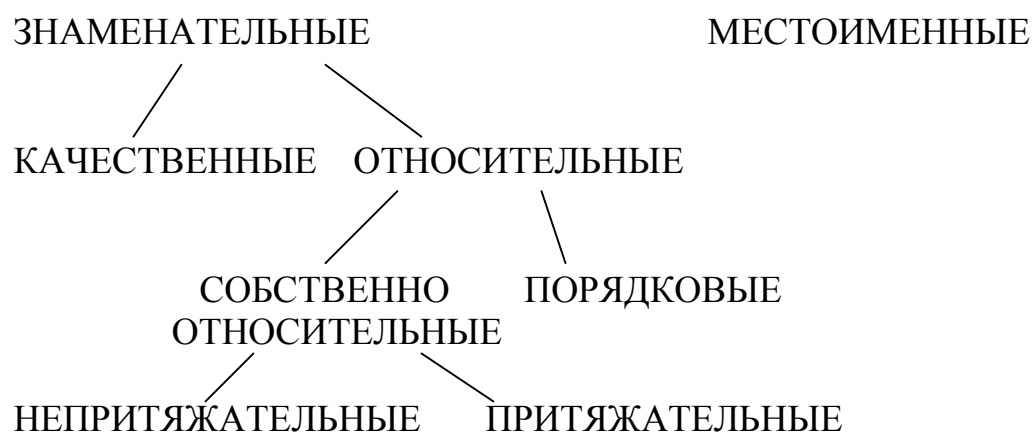 ЗНАМЕНАТЕЛЬНЫЕ МЕСТОИМЕННЫЕ
КАЧЕСТВЕННЫЕ ОТНОСИТЕЛЬНЫЕ
СОБСТВЕННО ПОРЯДКОВЫЕ
ОТНОСИТЕЛЬНЫЕ
НЕПРИТЯЖАТЕЛЬНЫЕ ПРИТЯЖАТЕЛЬНЫЕ